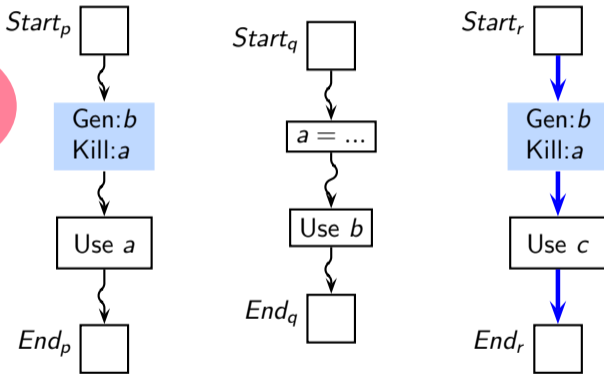 Start_p
Gen:b
Kill:a
Use a
End_p
Start_q
a = ...
Use b
End_q
Start_r
Gen:b
Kill:a
Use c
End_r